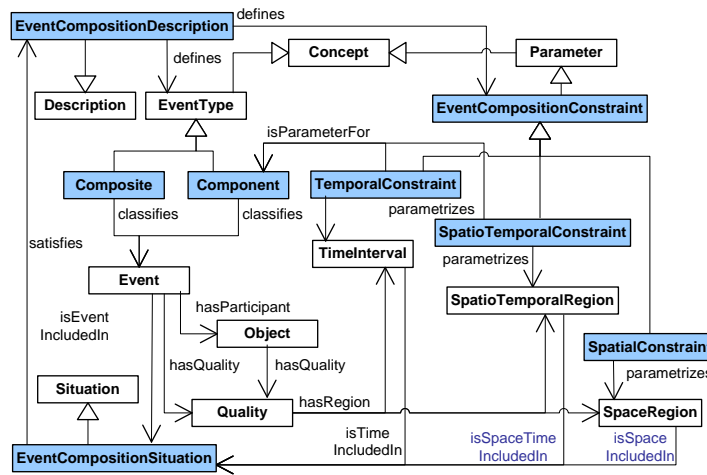 EventCompositionDescription
defines
Concept
Parameter
defines
Description
EventType
EventCompositionConstraint
isParameterFor
Composite
Component
TemporalConstraint
classifies
classifies
parametrizes
satisfies
SpatioTemporalConstraint
TimeInterval
parametrizes
Event
SpatioTemporalRegion
isEvent
IncludedIn
hasParticipant
Object
SpatialConstraint
hasQuality
hasQuality
parametrizes
Situation
Quality
hasRegion
SpaceRegion
isTime
IncludedIn
isSpaceTime
IncludedIn
isSpace
IncludedIn
EventCompositionSituation